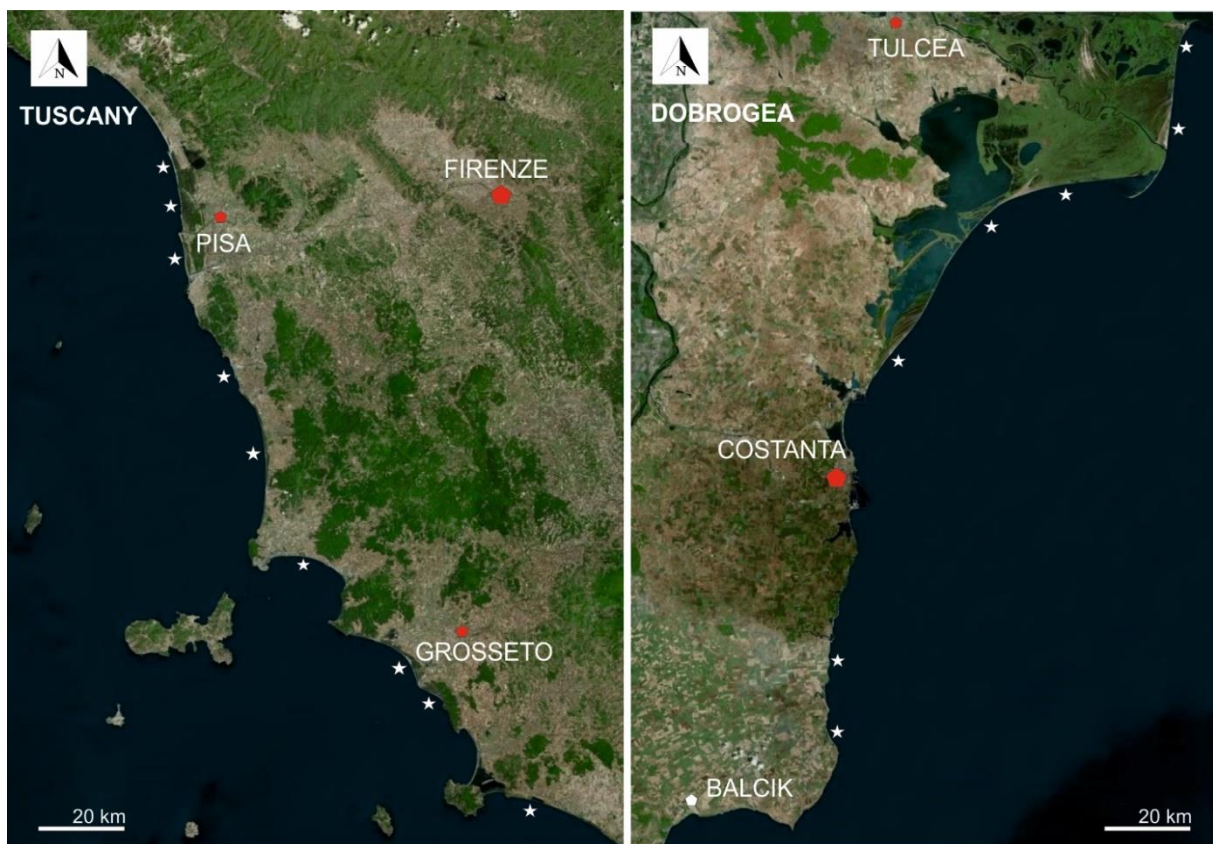 N
TUSCANY
FIRENZE
PISA
GROSSETO
20 km
N
TULCEA
DOBROGEA
COSTANTA
BALCIK
20 km